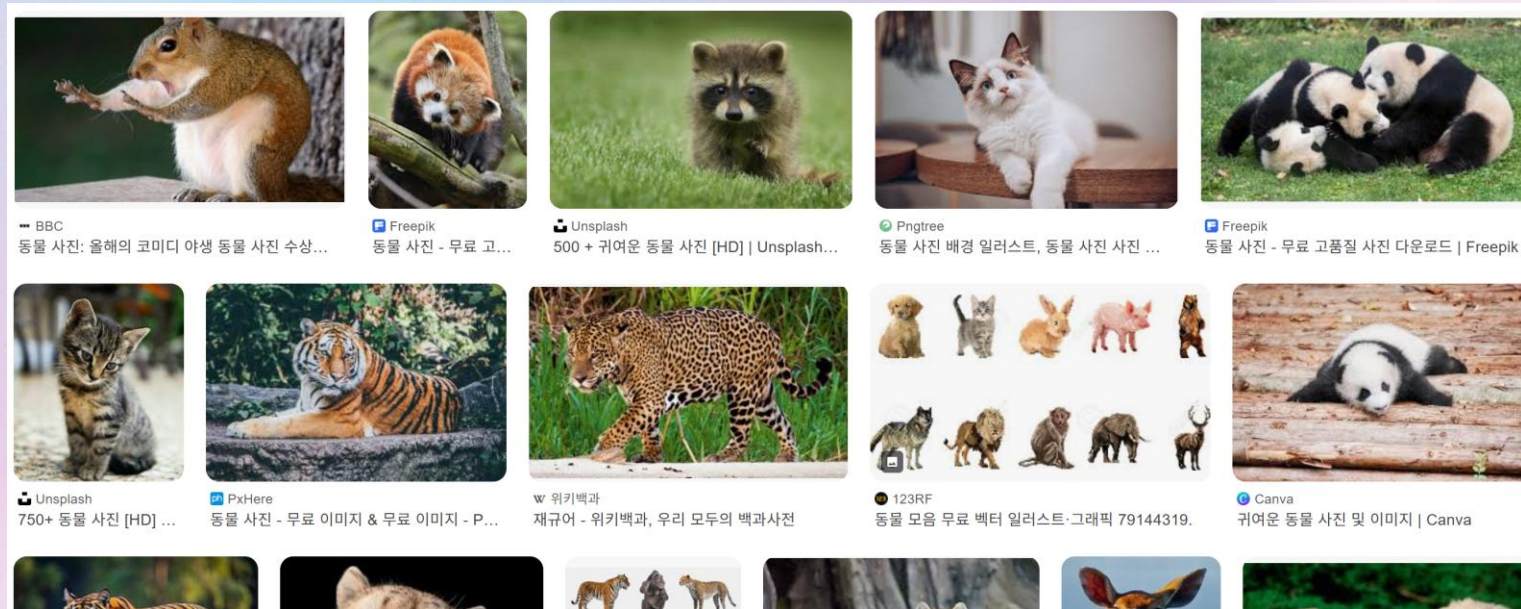 BBC
동물 사진: 올해의 코미디 야생 동물 사진 수상...
Freepik
동물 사진 - 무료 고...
Unsplash
500 + 귀여운 동물 사진 [HD] | Unsplash...
Pngtree
동물 사진 배경 일러스트, 동물 사진 사진 ...
Freepik
동물 사진 - 무료 고품질 사진 다운로드 | Freepik
Unsplash
750+ 동물 사진 [HD] ...
ph PxHere
동물 사진 - 무료 이미지 & 무료 이미지 - P...
W 위키백과
재규어 - 위키백과, 우리 모두의 백과사전
123RF
동물 모음 무료 벡터 일러스트·그래픽 79144319.
Canva
귀여운 동물 사진 및 이미지 | Canva